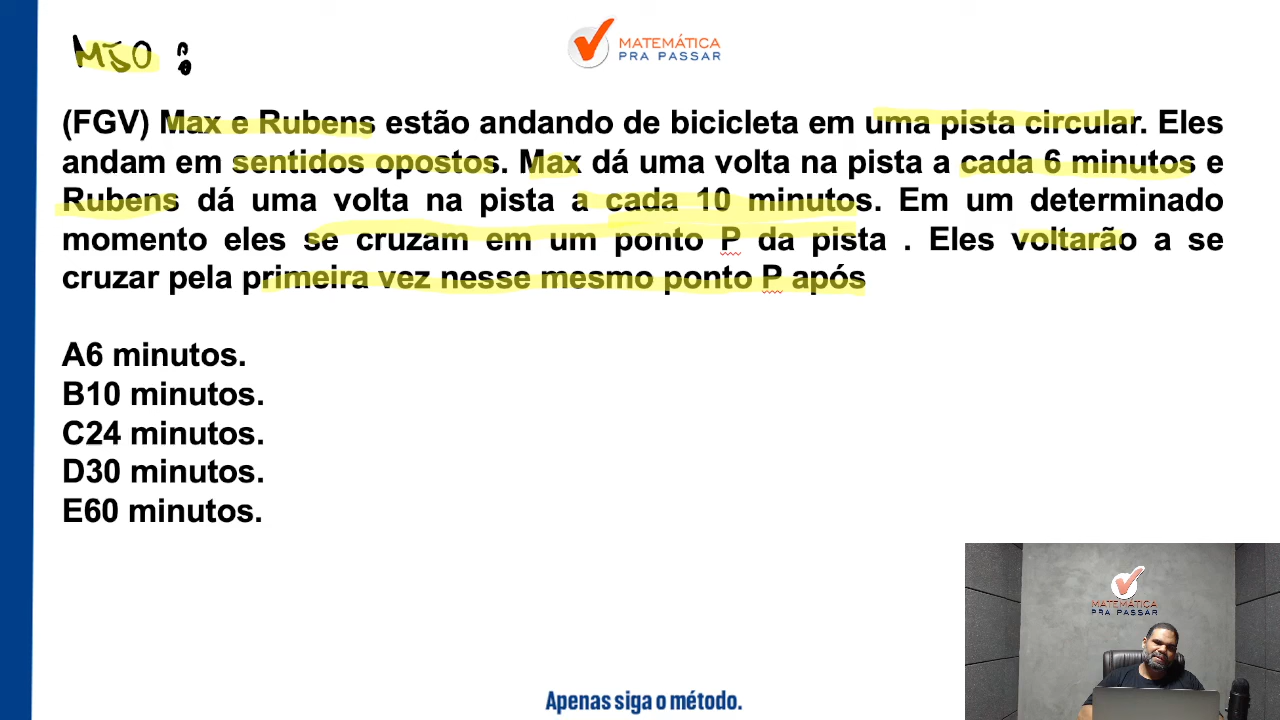 MJO :
MATEMÁTICA
PRA PASSAR
(FGV) Max e Rubens estão andando de bicicleta em uma pista circular. Eles
andam em sentidos opostos. Max dá uma volta na pista a cada 6 minutos e
Rubens dá uma volta na pista a cada 10 minutos. Em um determinado
momento eles se cruzam em um ponto P da pista . Eles voltarão a se
cruzar pela primeira vez nesse mesmo ponto P após
A6 minutos.
B10 minutos.
C24 minutos.
D30 minutos.
E60 minutos.
MATEMÁTICA
PRA PASSAR
Apenas siga o método.